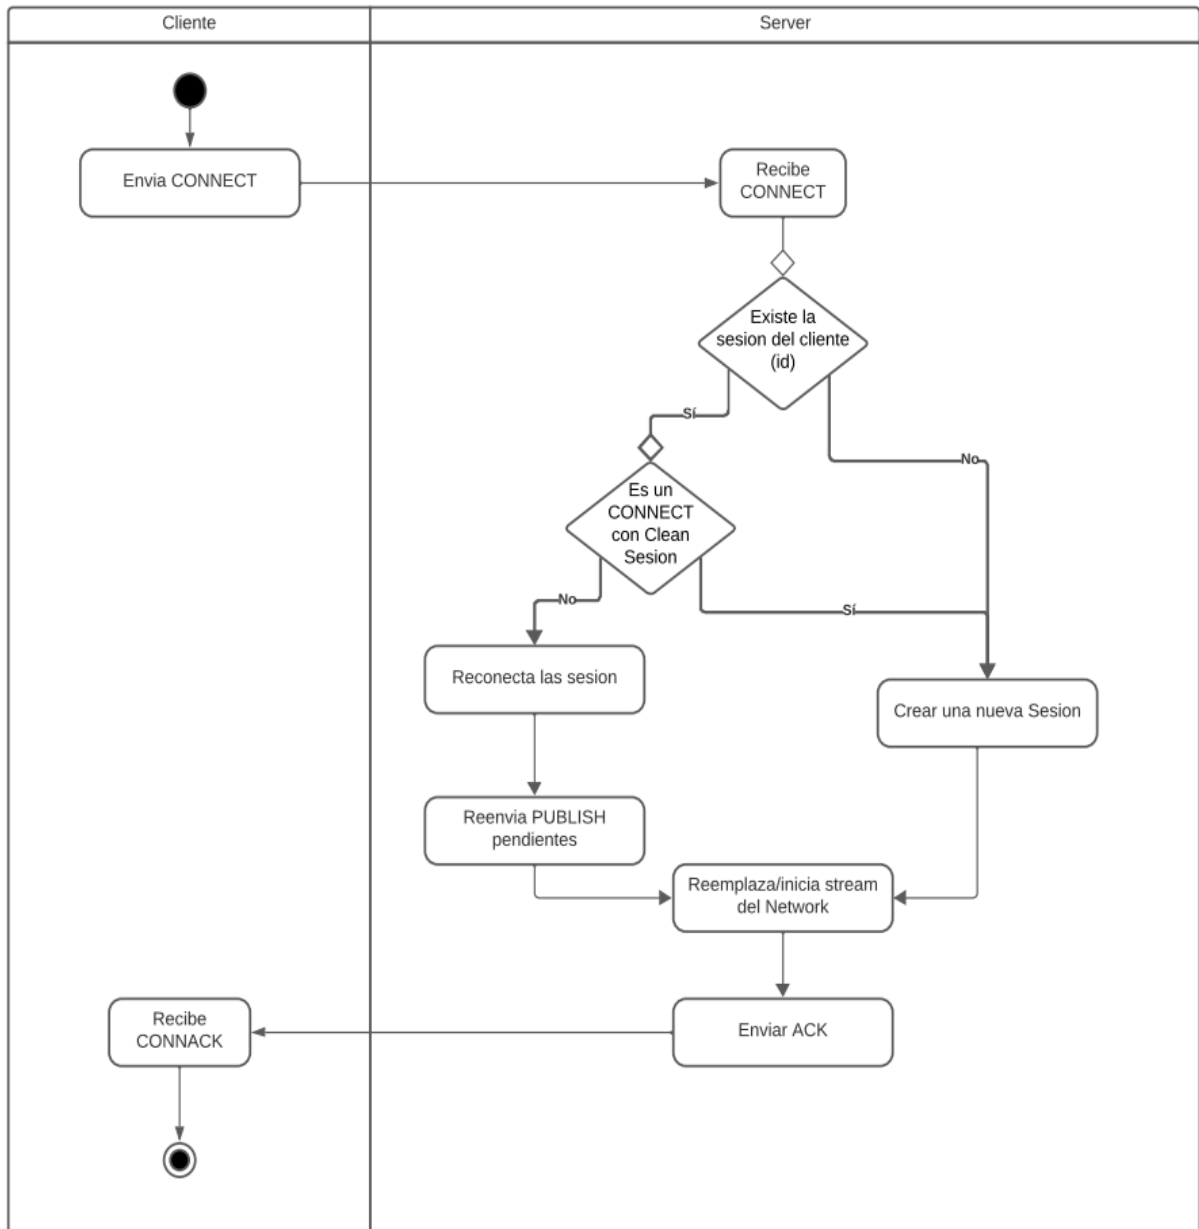 Cliente
Server
Envia CONNECT
Recibe
CONNECT
Existe la
sesion del cliente
(id)
Sí
No
Es un
CONNECT
con Clean
Sesion
No
Sí
Reconecta las sesion
Crear una nueva Sesion
Reenvia PUBLISH
pendientes
Reemplaza/inicia stream
del Network
Recibe
CONNACK
Enviar ACK